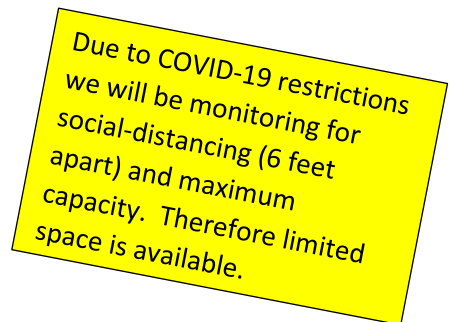 Due to COVID-19 restrictions
we will be monitoring for
social-distancing (6 feet
apart) and maximum
capacity.  Therefore limited
space is available.